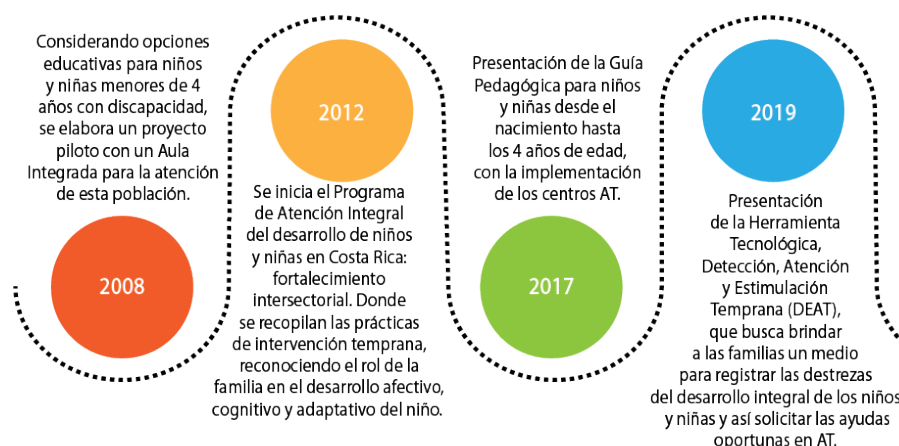 Considerando opciones
educativas para niños
y niñas menores de 4
años con discapacidad,
se elabora un proyecto
piloto con un Aula
Integrada para la atención
de esta población.
2008
2012
Se inicia el Programa
de Atención Integral
del desarrollo de niños
y niñas en Costa Rica:
fortalecimiento
intersectorial. Donde
se recopilan las prácticas
de intervención temprana,
reconociendo el rol de la
familia en el desarrollo afectivo,
cognitivo y adaptativo del niño.
Presentación de la Guía
Pedagógica para niños
y niñas desde el
nacimiento hasta
los 4 años de edad,
con la implementación
de los centros AT.
2017
2019
Presentación
de la Herramienta
Tecnológica,
Detección, Atención
y Estimulación
Temprana (DEAT),
que busca brindar
a las familias un medio
para registrar las destrezas
del desarrollo integral de los niños
y niñas y así solicitar las ayudas
oportunas en AT.